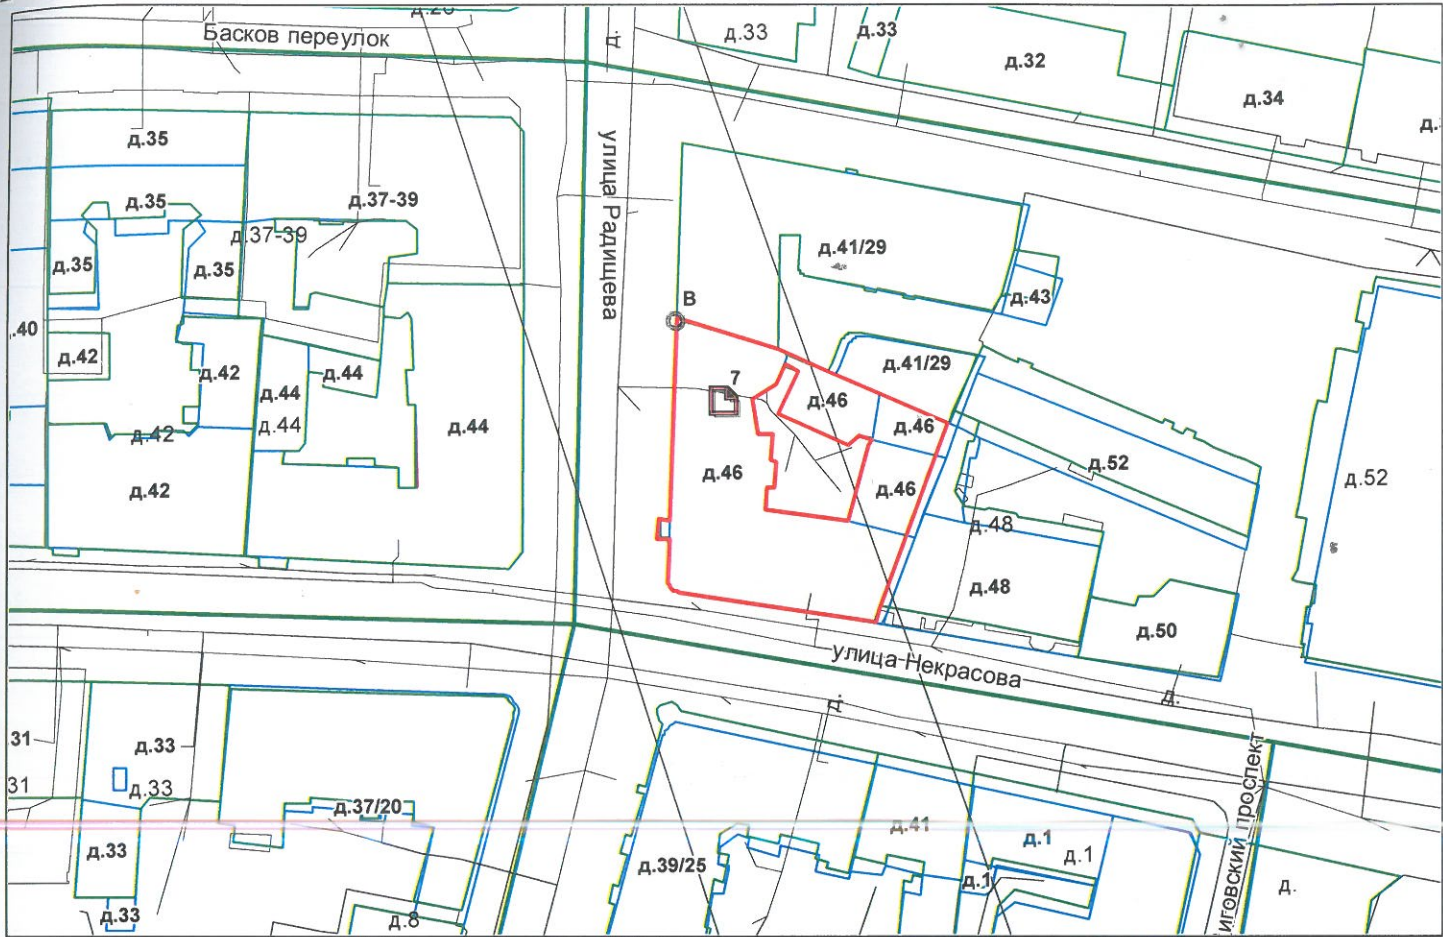 д.20
Басков переулок
д.
д.33
д.33
д.32
д.34
д.
д.35
улица Радищева
д.35
д.37-39
д.37-39
д.41/29
д.35
д.35
д.43
В
.40
д.42
д.42
д.44
д.41/29
7
д.44
д.46
д.46
д.44
д.42
д.44
д.52
д.46
д.46
д.52
д.42
д.48
д.48
д.50
улица Некрасова
д.
д.
31
д.33
31
д.33
д.37/20
иговский проспект
д.41
д.1
д.1
д.33
д.39/25
д.1
д.
д.33
д.8